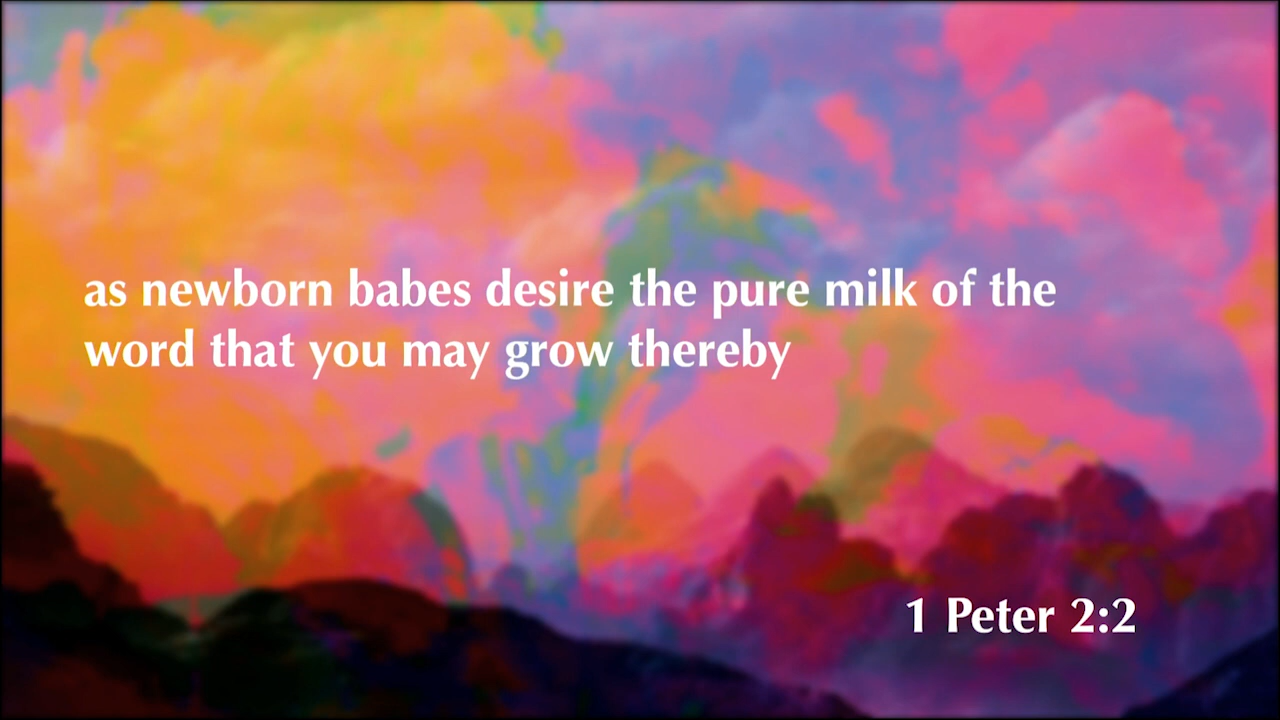 as newborn babes desire the pure milk of the
word that you may grow thereby
1 Peter 2:2